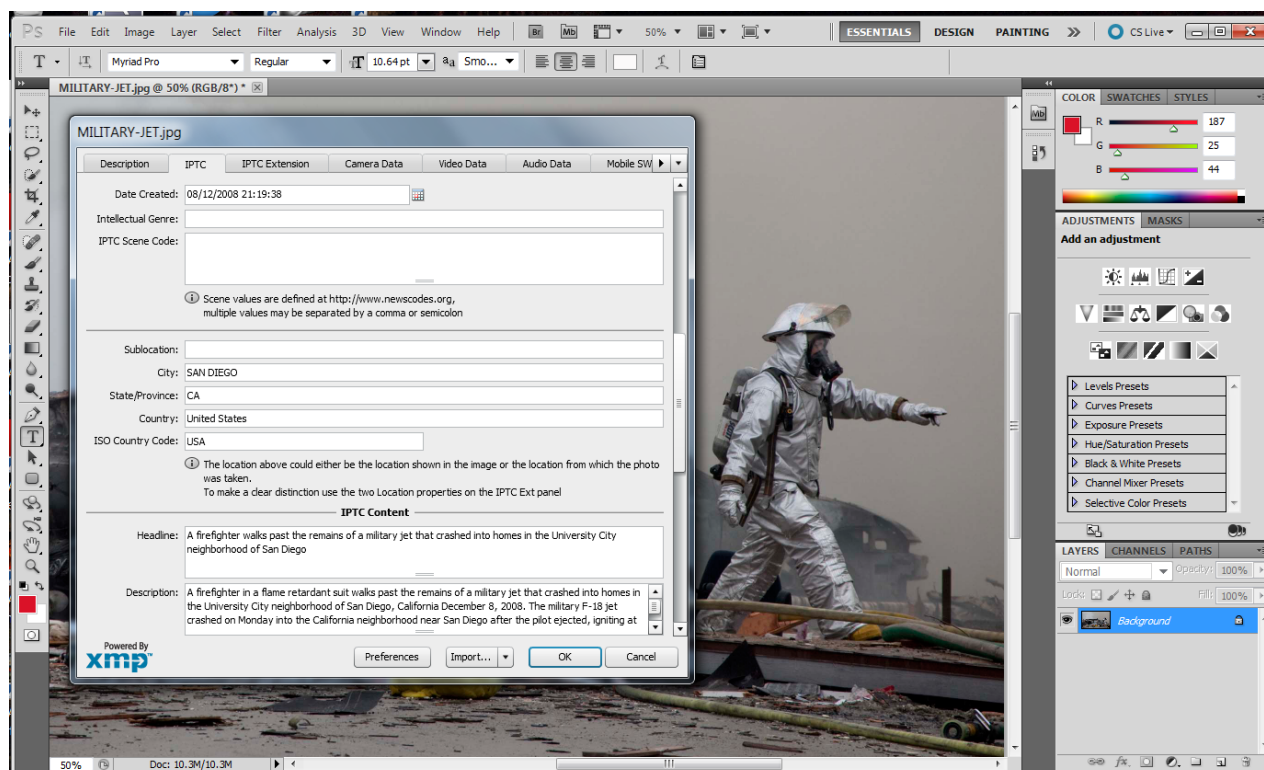 Ps File Edit Image Layer Select Filter Analysis 3D View Window Help Br Mb 50% ESSENTIALS DESIGN PAINTING CS Live
T Myriad Pro Regular T 10.64 pt aa Smo...
MILITARY-JET.jpg @ 50% (RGB/8*) *
MILITARY-JET.jpg
Description IPTC IPTC Extension Camera Data Video Data Audio Data Mobile SW
Date Created: 08/12/2008 21:19:38
Intellectual Genre:
IPTC Scene Code:
Scene values are defined at http://www.newscodes.org,
multiple values may be separated by a comma or semicolon
Sublocation:
City: SAN DIEGO
State/Province: CA
Country: United States
ISO Country Code: USA
The location above could either be the location shown in the image or the location from which the photo
was taken.
To make a clear distinction use the two Location properties on the IPTC Ext panel
IPTC Content
Headline: A firefighter walks past the remains of a military jet that crashed into homes in the University City
neighborhood of San Diego
Description: A firefighter in a flame retardant suit walks past the remains of a military jet that crashed into homes in
the University City neighborhood of San Diego, California December 8, 2008. The military F-18 jet
crashed on Monday into the California neighborhood near San Diego after the pilot ejected, igniting at
Powered By
xmp™
Preferences Import... OK Cancel
Mb
COLOR SWATCHES STYLES
R 187
G 25
B 44
ADJUSTMENTS MASKS
Add an adjustment
Levels Presets
Curves Presets
Exposure Presets
Hue/Saturation Presets
Black & White Presets
Channel Mixer Presets
Selective Color Presets
LAYERS CHANNELS PATHS
Normal Opacity: 100%
Lock: Fill: 100%
Background
50% Doc: 10.3M/10.3M